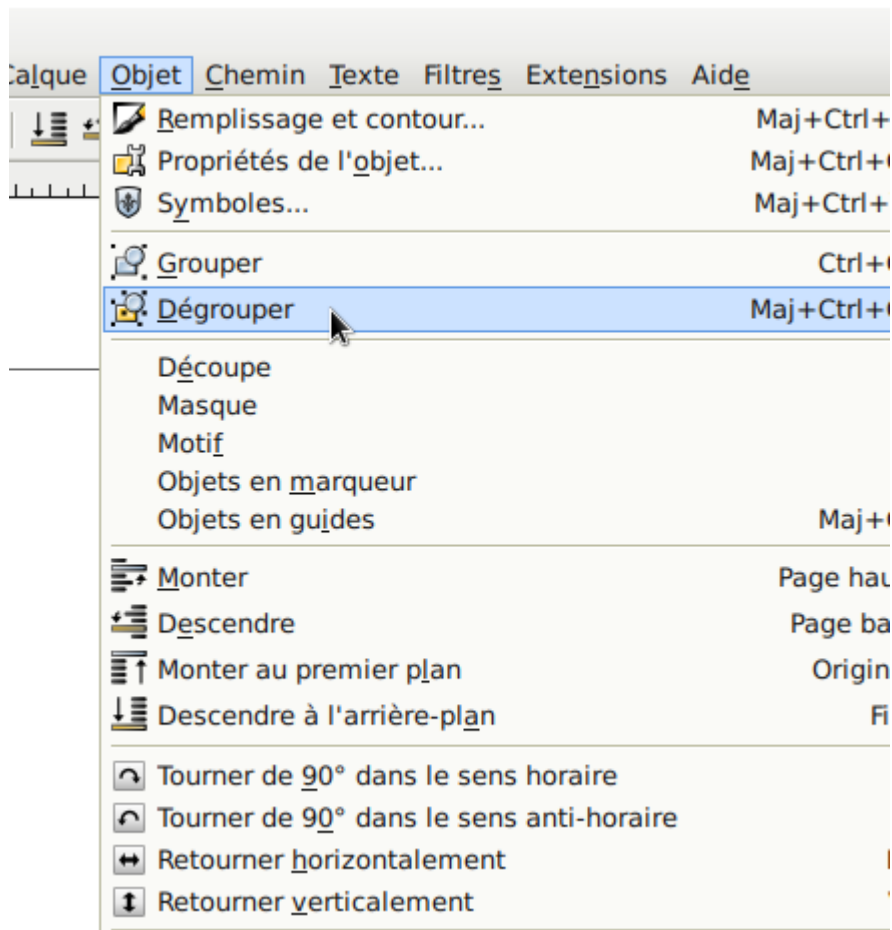 Calque Objet Chemin Texte Filtres Extensions Aide
Remplissage et contour... Maj+Ctrl+
Propriétés de l'objet... Maj+Ctrl+
Symboles... Maj+Ctrl+
Grouper Ctrl+
Dégrouper Maj+Ctrl+
Découpe
Masque
Motif
Objets en marqueur
Objets en guides Maj+
Monter Page hau
Descendre Page ba
Monter au premier plan Origin
Descendre à l'arrière-plan Fi
Tourner de 90° dans le sens horaire
Tourner de 90° dans le sens anti-horaire
Retourner horizontalement
Retourner verticalement